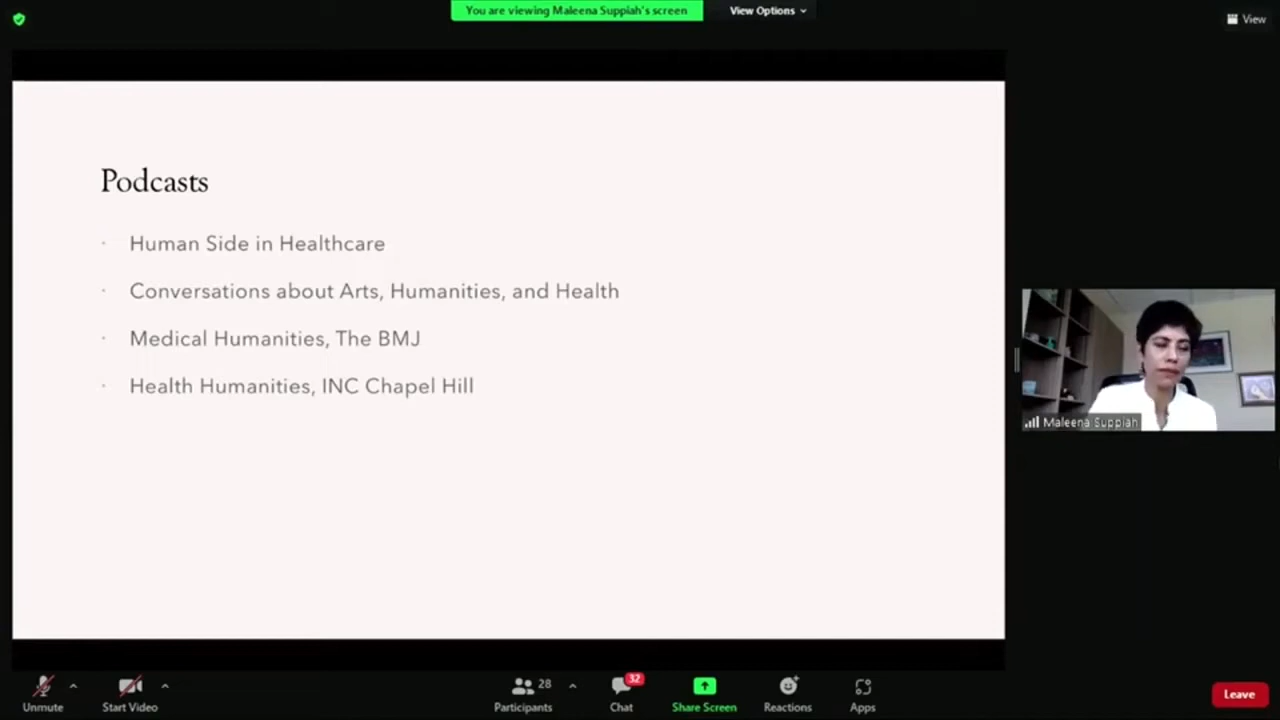 You are viewing Maleena Suppiah's screen
View Options
View
Podcasts
· Human Side in Healthcare
· Conversations about Arts, Humanities, and Health
· Medical Humanities, The BMJ
· Health Humanities, INC Chapel Hill
Maleena Suppiah
Unmute
Start Video
28
Participants
32
Chat
Share Screen
Reactions
Apps
Leave